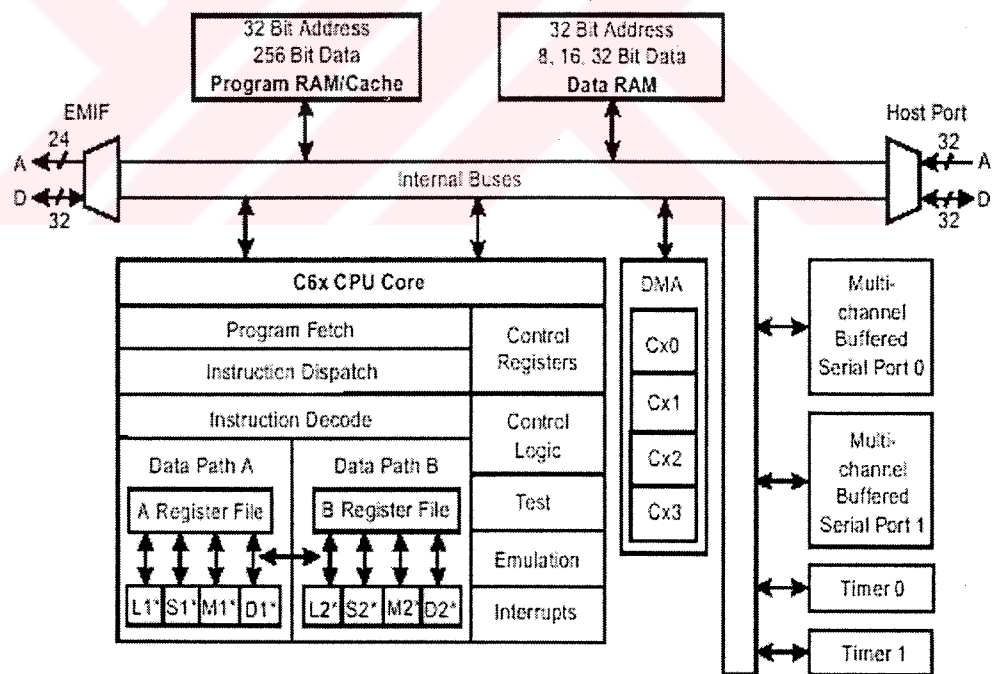 32 Bit Address
256 Bit Data
Program RAM/Cache
32 Bit Address
8, 16, 32 Bit Data
Data RAM
EMIF
Host Port
24
A
D
32
32
A
D
32
Internal Buses
C6x CPU Core
Program Fetch
Instruction Dispatch
Instruction Decode
Data Path A
Data Path B
A Register File
B Register File
L1* S1* M1* D1*
L2* S2* M2* D2*
Control
Registers
Control
Logic
Test
Emulation
Interrupts
DMA
Cx0
Cx1
Cx2
Cx3
Multi-
channel
Buffered
Serial Port 0
Multi-
channel
Buffered
Serial Port 1
Timer 0
Timer 1